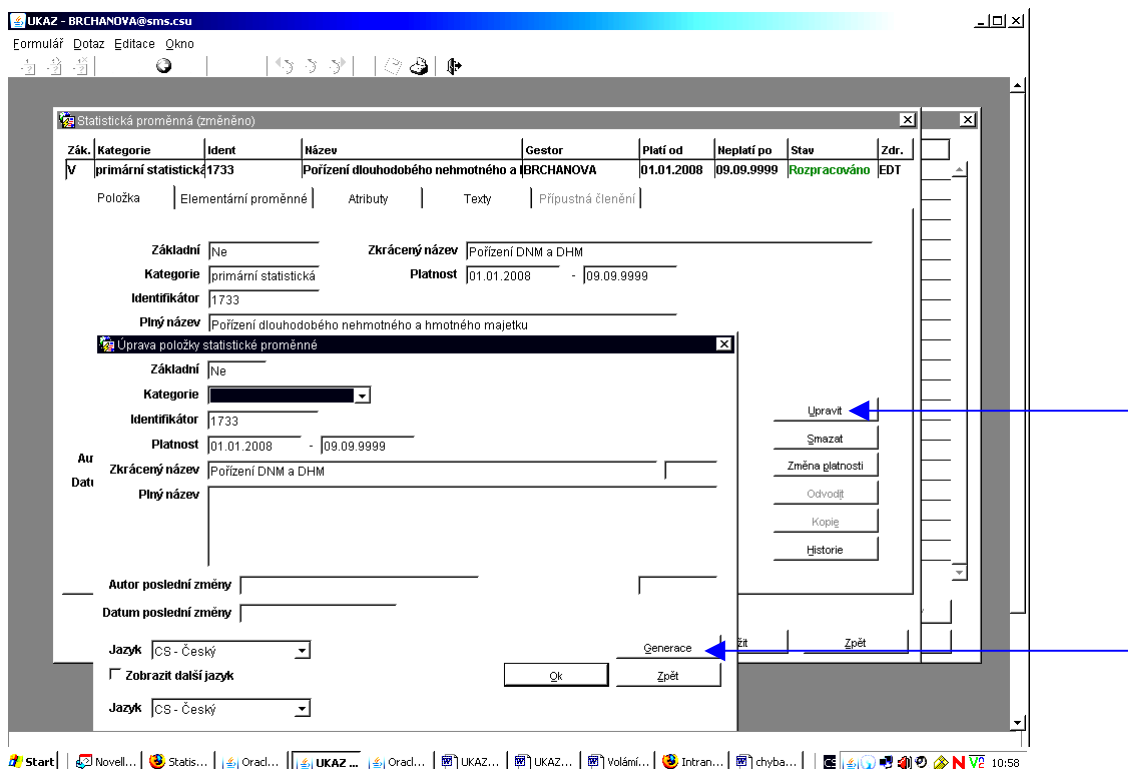 UKAZ - BRCHANOVA@sms.csu
Formulář Dotaz Editace Okno
Statistická proměnná (změněno)
Zák. Kategorie Ident Název Gestor Platí od Neplatí po Stav Zdr.
V primární statistická 1733 Pořízení dlouhodobého nehmotného a BRCHANOVA 01.01.2008 09.09.9999 Rozpracováno EDT
Položka Elementární proměnné Atributy Texty Přípustná členění
Základní Ne Zkrácený název Pořízení DNM a DHM
Kategorie primární statistická Platnost 01.01.2008 - 09.09.9999
Identifikátor 1733
Plný název Pořízení dlouhodobého nehmotného a hmotného majetku
Úprava položky statistické proměnné
Základní Ne
Kategorie
Identifikátor 1733
Platnost 01.01.2008 - 09.09.9999
Zkrácený název Pořízení DNM a DHM
Plný název
Au
Datu
Upravit
Smazat
Změna platnosti
Odvodit
Kopie
Historie
Autor poslední změny
Datum poslední změny
Jazyk CS - Český
Generace
žit
Zpět
Zobrazit další jazyk
Ok
Zpět
Jazyk CS - Český
Start Novell... Statis... Oracl... UKAZ ... Oracl... UKAZ... UKAZ... Volámí... Intran... chyba... 10:58